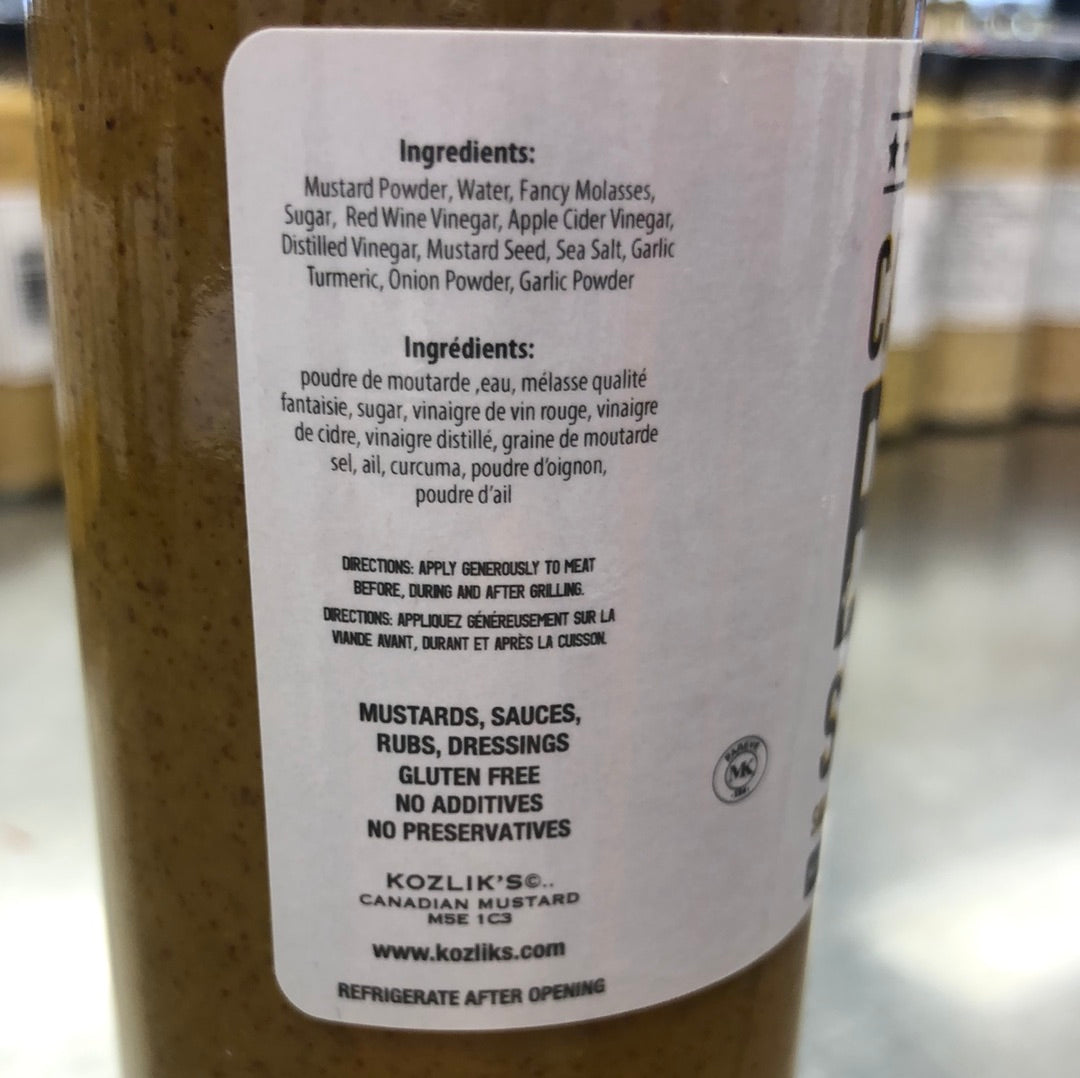 Ingredients:
Mustard Powder, Water, Fancy Molasses,
Sugar, Red Wine Vinegar, Apple Cider Vinegar,
Distilled Vinegar, Mustard Seed, Sea Salt, Garlic
Turmeric, Onion Powder, Garlic Powder
Ingrédients:
poudre de moutarde ,eau, mélasse qualité
fantaisie, sugar, vinaigre de vin rouge, vinaigre
de cidre, vinaigre distillé, graine de moutarde
sel, ail, curcuma, poudre d'oignon,
poudre d'ail
DIRECTIONS: APPLY GENEROUSLY TO MEAT
BEFORE, DURING AND AFTER GRILLING.
DIRECTIONS: APPLIQUEZ GÉNÉREUSEMENT SUR LA
VIANDE AVANT, DURANT ET APRÈS LA CUISSON.
MUSTARDS, SAUCES,
RUBS, DRESSINGS
GLUTEN FREE
NO ADDITIVES
NO PRESERVATIVES
MK
KOZLIK'S©..
CANADIAN MUSTARD
M5E 1C3
www.kozliks.com
REFRIGERATE AFTER OPENING